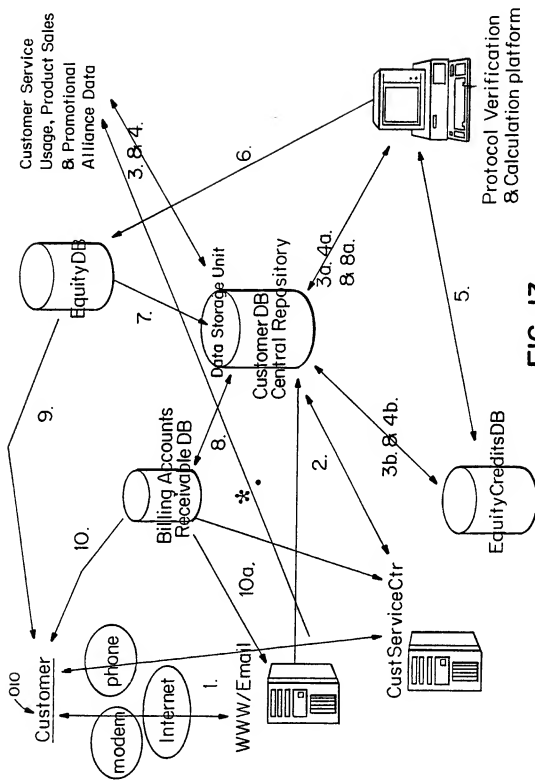 Customer Service
Usage, Product Sales
& Promotional
Alliance Data
3. & 4.
6.
Protocol Verification
& Calculation platform
EquityDB
7.
Data Storage Unit
CustomerDB
Central Repository
3a. 4a.
& 8a.
5.
9.
10.
Billing Accounts
Receivable DB
8.
2.
3b. & 4b.
EquityCreditsDB
010
Customer
phone
modem
Internet
1.
10a.
WWW/Email
CustServiceCtr
FIG. 13